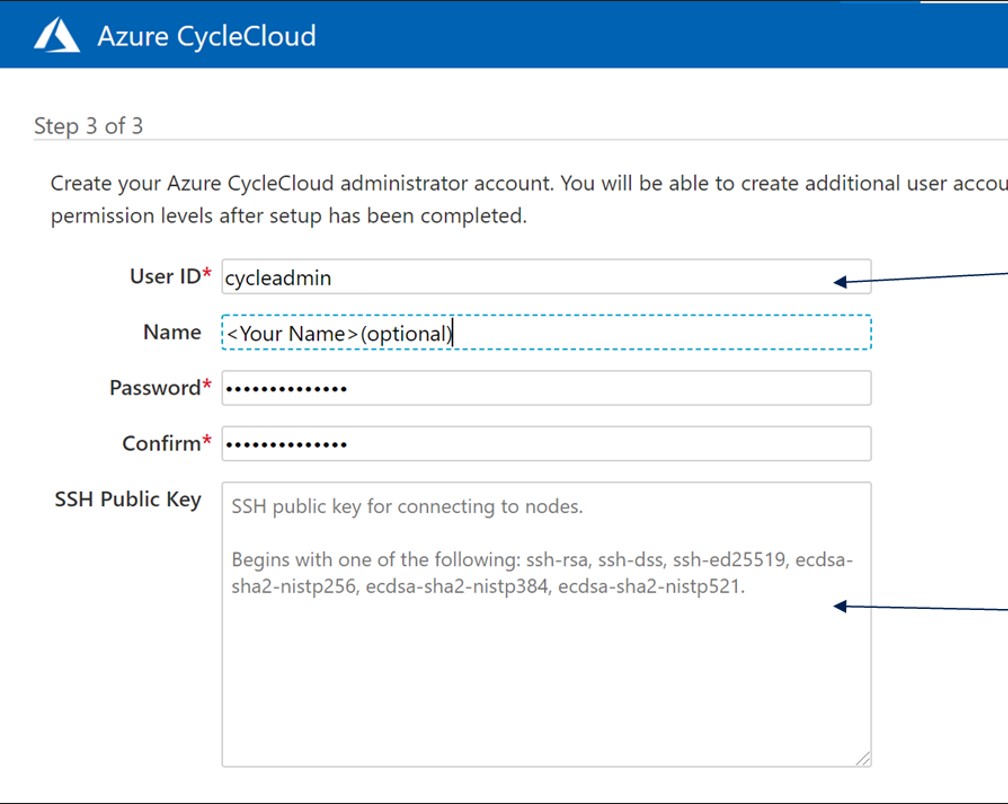 Azure CycleCloud
Step 3 of 3
Create your Azure CycleCloud administrator account. You will be able to create additional user accou
permission levels after setup has been completed.
User ID* cycleadmin
Name <Your Name>(optional)
Password* ••••••••••••••
Confirm* ••••••••••••••
SSH Public Key SSH public key for connecting to nodes.
Begins with one of the following: ssh-rsa, ssh-dss, ssh-ed25519, ecdsa-
sha2-nistp256, ecdsa-sha2-nistp384, ecdsa-sha2-nistp521.